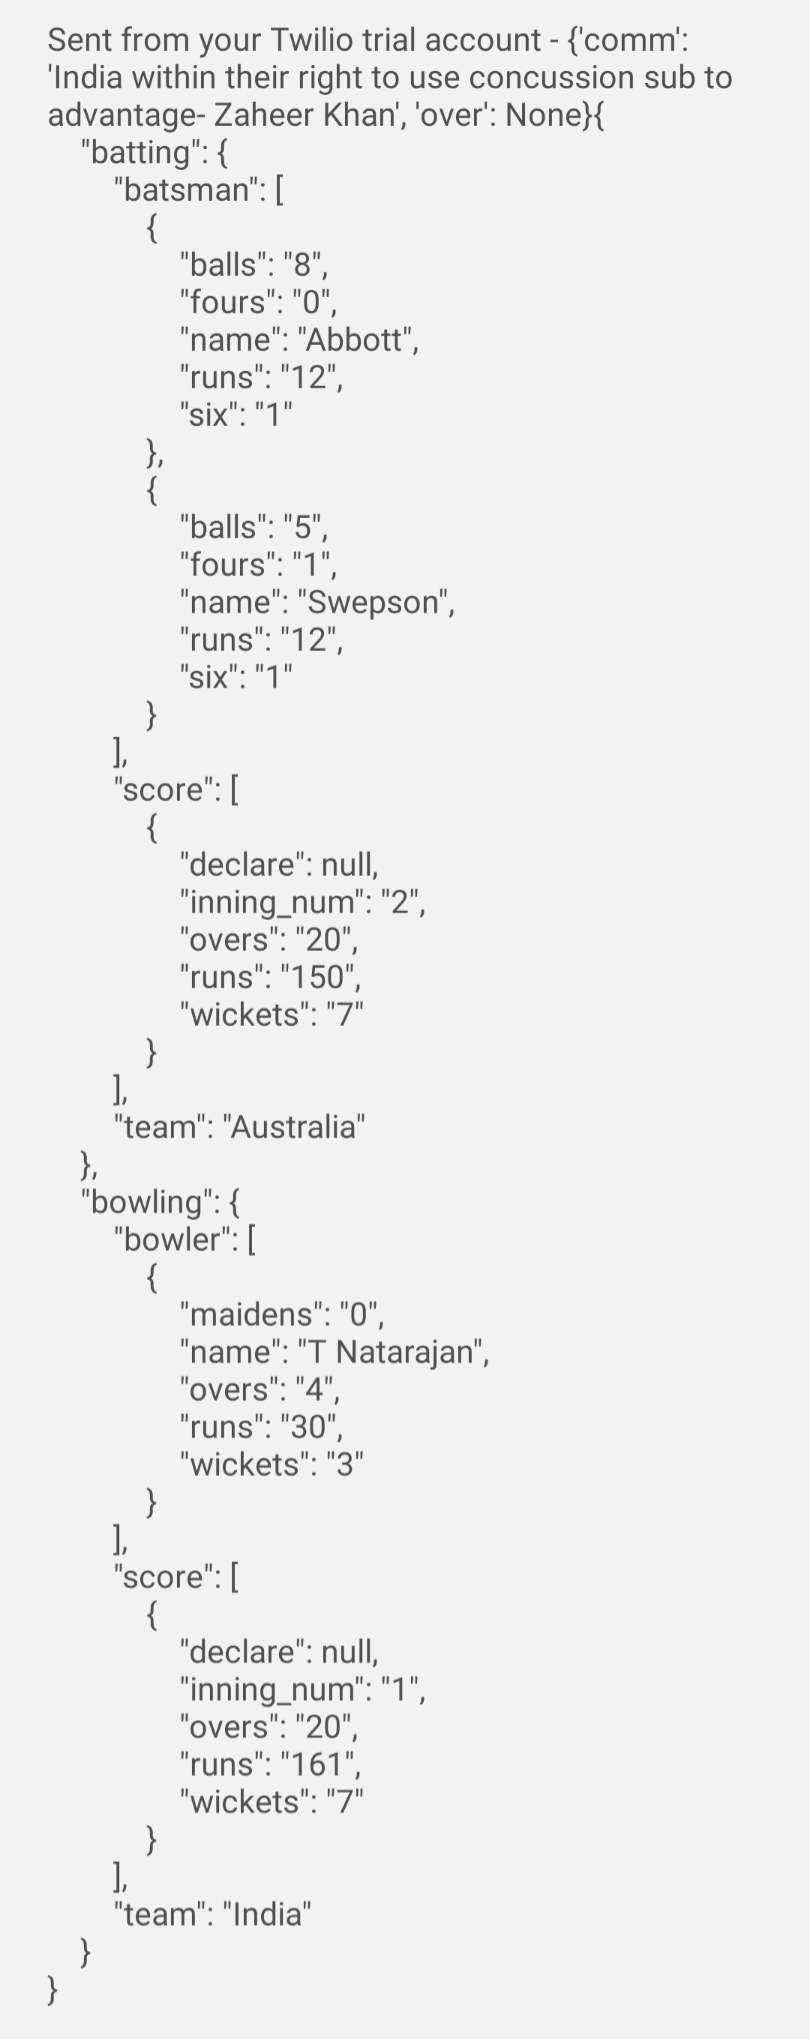 Sent from your Twilio trial account - {'comm':
'India within their right to use concussion sub to
advantage- Zaheer Khan', 'over': None}{
"batting": {
"batsman": [
{
"balls": "8",
"fours": "0",
"name": "Abbott",
"runs": "12",
"six": "1"
},
{
"balls": "5",
"fours": "1",
"name": "Swepson",
"runs": "12",
"six": "1"
}
],
"score": [
{
"declare": null,
"inning_num": "2",
"overs": "20",
"runs": "150",
"wickets": "7"
}
],
"team": "Australia"
},
"bowling": {
"bowler": [
{
"maidens": "0",
"name": "T Natarajan",
"overs": "4",
"runs": "30",
"wickets": "3"
}
],
"score": [
{
"declare": null,
"inning_num": "1",
"overs": "20",
"runs": "161",
"wickets": "7"
}
],
"team": "India"
}
}